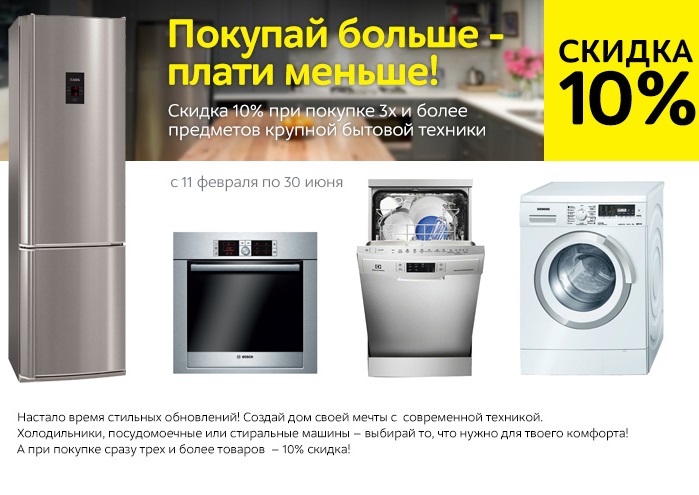 Покупай больше -
плати меньше!
Скидка 10% при покупке 3х и более
предметов крупной бытовой техники
СКИДКА
10%
с 11 февраля по 30 июня
BOSCH
SIEMENS
Настало время стильных обновлений! Создай дом своей мечты с современной техникой.
Холодильники, посудомоечные или стиральные машины – выбирай то, что нужно для твоего комфорта!
А при покупке сразу трех и более товаров – 10% скидка!